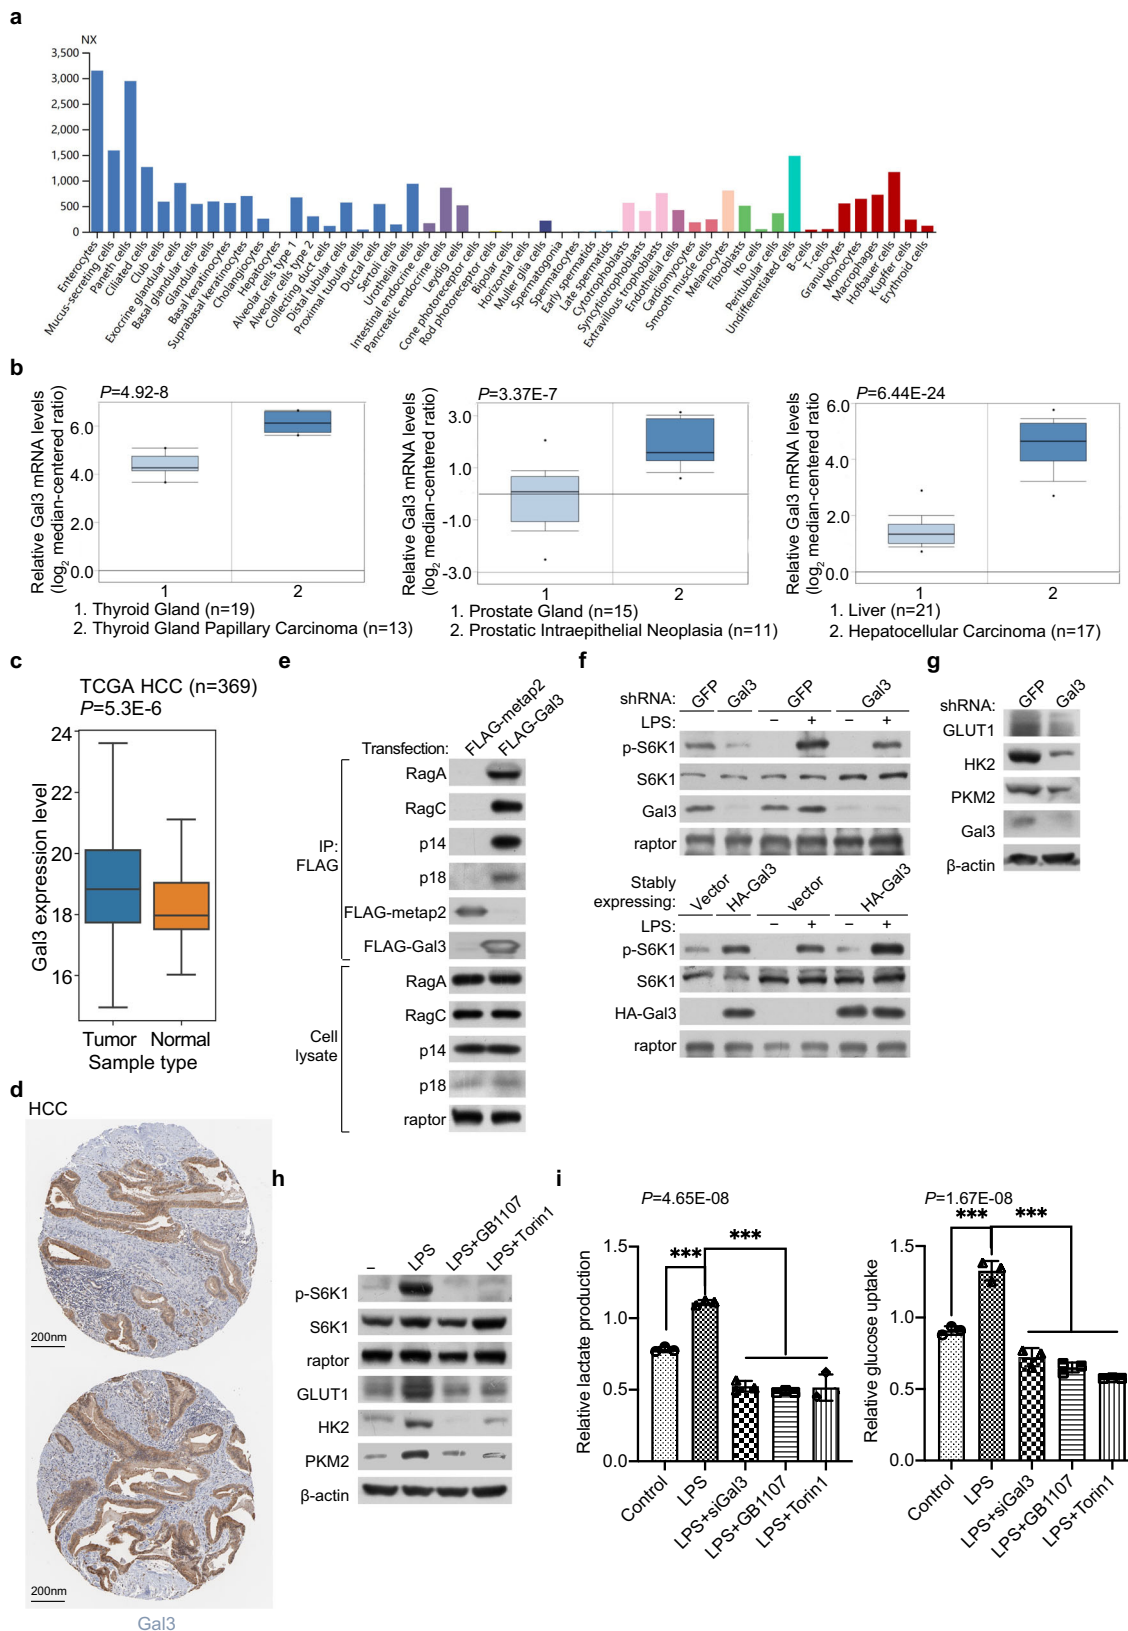 a
NX
3,500
3,000
2,500
2,000
1,500
1,000
500
0
Enterocytes
Mucus-secreting cells
Paneth cells
Ciliated cells
Club cells
Exocrine glandular cells
Basal glandular cells
Glandular cells
Basal keratinocytes
Suprabasal keratinocytes
Cholangiocytes
Hepatocytes
Alveolar cells type 1
Alveolar cells type 2
Collecting duct cells
Distal tubular cells
Proximal tubular cells
Ductal cells
Sertoli cells
Urothelial cells
Intestinal endocrine cells
Pancreatic endocrine cells
Leydig cells
Cone photoreceptor cells
Rod photoreceptor cells
Bipolar cells
Horizontal cells
Muller glia cells
Spermatogonia
Spermatocytes
Early spermatids
Late spermatids
Cytotrophoblasts
Syncytiotrophoblasts
Extravillous trophoblasts
Endothelial cells
Cardiomyocytes
Smooth muscle cells
Melanocytes
Fibroblasts
Ito cells
Peritubular cells
Undifferentiated cells
B-cells
T-cells
Granulocytes
Monocytes
Macrophages
Hofbauer cells
Kupffer cells
Erythroid cells
b
Relative Gal3 mRNA levels
(log2 median-centered ratio)
P=4.92-8
6.0
4.0
2.0
0.0
1 2
1. Thyroid Gland (n=19)
2. Thyroid Gland Papillary Carcinoma (n=13)
Relative Gal3 mRNA levels
(log2 median-centered ratio)
P=3.37E-7
3.0
1.0
-1.0
-3.0
1 2
1. Prostate Gland (n=15)
2. Prostatic Intraepithelial Neoplasia (n=11)
Relative Gal3 mRNA levels
(log2 median-centered ratio
P=6.44E-24
6.0
4.0
2.0
0.0
1 2
1. Liver (n=21)
2. Hepatocellular Carcinoma (n=17)
c
TCGA HCC (n=369)
P=5.3E-6
Gal3 expression level
24
22
20
18
16
Tumor Normal
Sample type
d
HCC
200nm
200nm
Gal3
e
Transfection: FLAG-metap2 FLAG-Gal3
IP:
FLAG
RagA
RagC
p14
p18
FLAG-metap2
FLAG-Gal3
Cell
lysate
RagA
RagC
p14
p18
raptor
f
shRNA: GFP Gal3 GFP Gal3
LPS: – + – +
p-S6K1
S6K1
Gal3
raptor
Stably
expressing: Vector HA-Gal3 vector HA-Gal3
LPS: – + – +
p-S6K1
S6K1
HA-Gal3
raptor
g
shRNA: GFP Gal3
GLUT1
HK2
PKM2
Gal3
β-actin
h
– LPS LPS+GB1107 LPS+Torin1
p-S6K1
S6K1
raptor
GLUT1
HK2
PKM2
β-actin
i
P=4.65E-08
*** ***
Relative lactate production
1.5
1.0
0.5
0.0
Control
LPS
LPS+siGal3
LPS+GB1107
LPS+Torin1
P=1.67E-08
*** ***
Relative glucose uptake
1.5
1.0
0.5
0.0
Control
LPS
LPS+siGal3
LPS+GB1107
LPS+Torin1